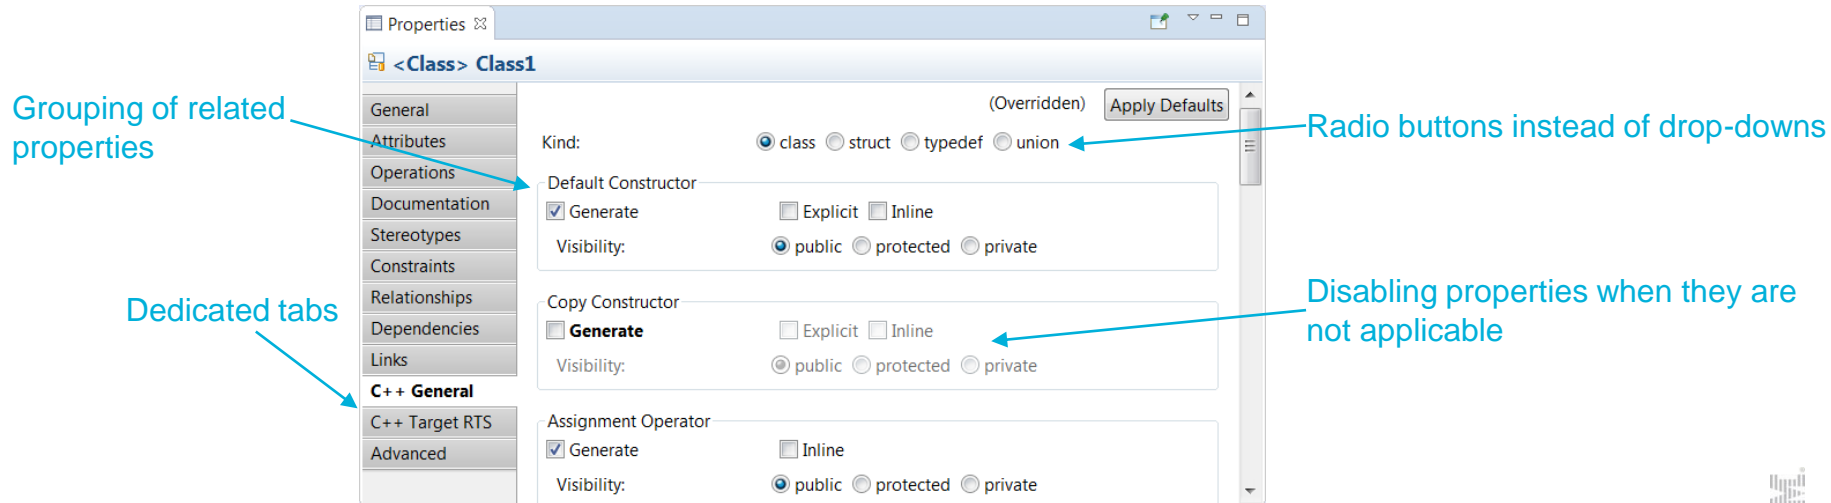 Properties
<Class> Class1
Grouping of related
properties
General
Attributes
Operations
Documentation
Stereotypes
Constraints
Relationships
Dependencies
Links
C++ General
C++ Target RTS
Advanced
Dedicated tabs
(Overridden) Apply Defaults
Kind: class struct typedef union
Radio buttons instead of drop-downs
Default Constructor
Generate Explicit Inline
Visibility: public protected private
Copy Constructor
Generate Explicit Inline
Visibility: public protected private
Disabling properties when they are
not applicable
Assignment Operator
Generate Inline
Visibility: public protected private